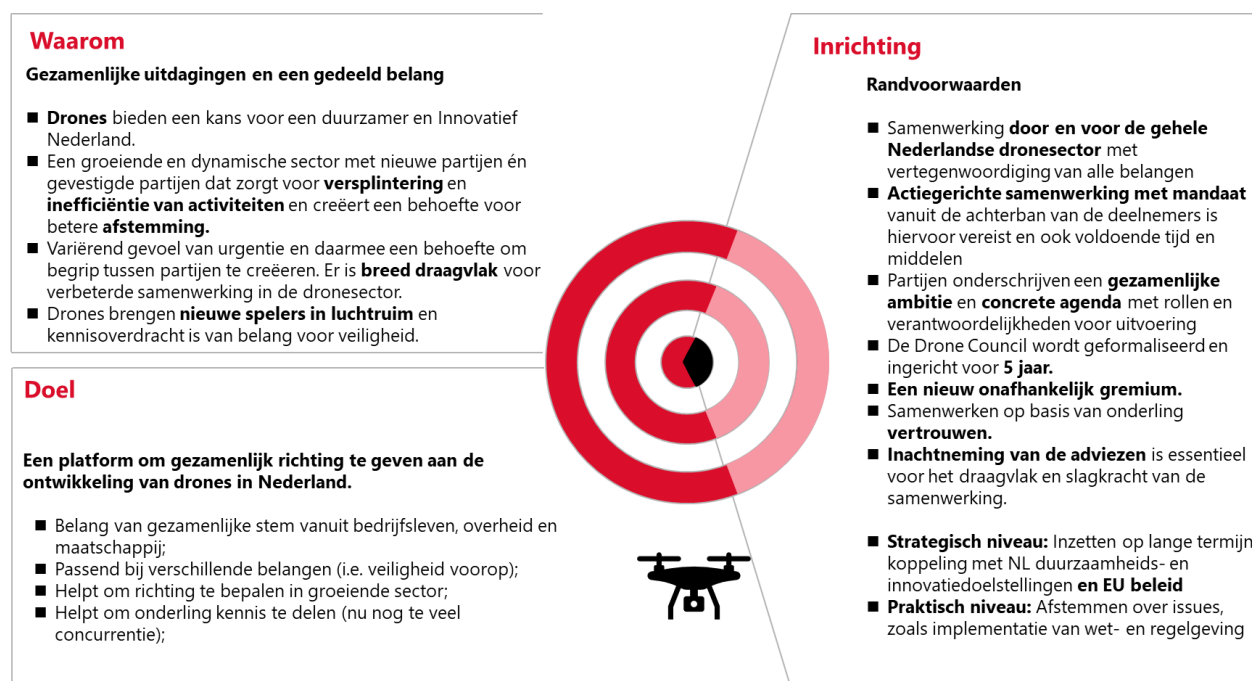 Waarom
Gezamenlijke uitdagingen en een gedeeld belang
■ Drones bieden een kans voor een duurzamer en Innovatief
Nederland.
■ Een groeiende en dynamische sector met nieuwe partijen én
gevestigde partijen dat zorgt voor versplintering en
inefficiëntie van activiteiten en creëert een behoefte voor
betere afstemming.
■ Variërend gevoel van urgentie en daarmee een behoefte om
begrip tussen partijen te creëeren. Er is breed draagvlak voor
verbeterde samenwerking in de dronesector.
■ Drones brengen nieuwe spelers in luchtruim en
kennisoverdracht is van belang voor veiligheid.
Doel
Een platform om gezamenlijk richting te geven aan de
ontwikkeling van drones in Nederland.
■ Belang van gezamenlijke stem vanuit bedrijfsleven, overheid en
maatschappij;
■ Passend bij verschillende belangen (i.e. veiligheid voorop);
■ Helpt om richting te bepalen in groeiende sector;
■ Helpt om onderling kennis te delen (nu nog te veel
concurrentie);
Inrichting
Randvoorwaarden
■ Samenwerking door en voor de gehele
Nederlandse dronesector met
vertegenwoordiging van alle belangen
■ Actiegerichte samenwerking met mandaat
vanuit de achterban van de deelnemers is
hiervoor vereist en ook voldoende tijd en
middelen
■ Partijen onderschrijven een gezamenlijke
ambitie en concrete agenda met rollen en
verantwoordelijkheden voor uitvoering
■ De Drone Council wordt geformaliseerd en
ingericht voor 5 jaar.
■ Een nieuw onafhankelijk gremium.
■ Samenwerken op basis van onderling
vertrouwen.
■ Inachtneming van de adviezen is essentieel
voor het draagvlak en slagkracht van de
samenwerking.
■ Strategisch niveau: Inzetten op lange termijn
koppeling met NL duurzaamheids- en
innovatiedoelstellingen en EU beleid
■ Praktisch niveau: Afstemmen over issues,
zoals implementatie van wet- en regelgeving